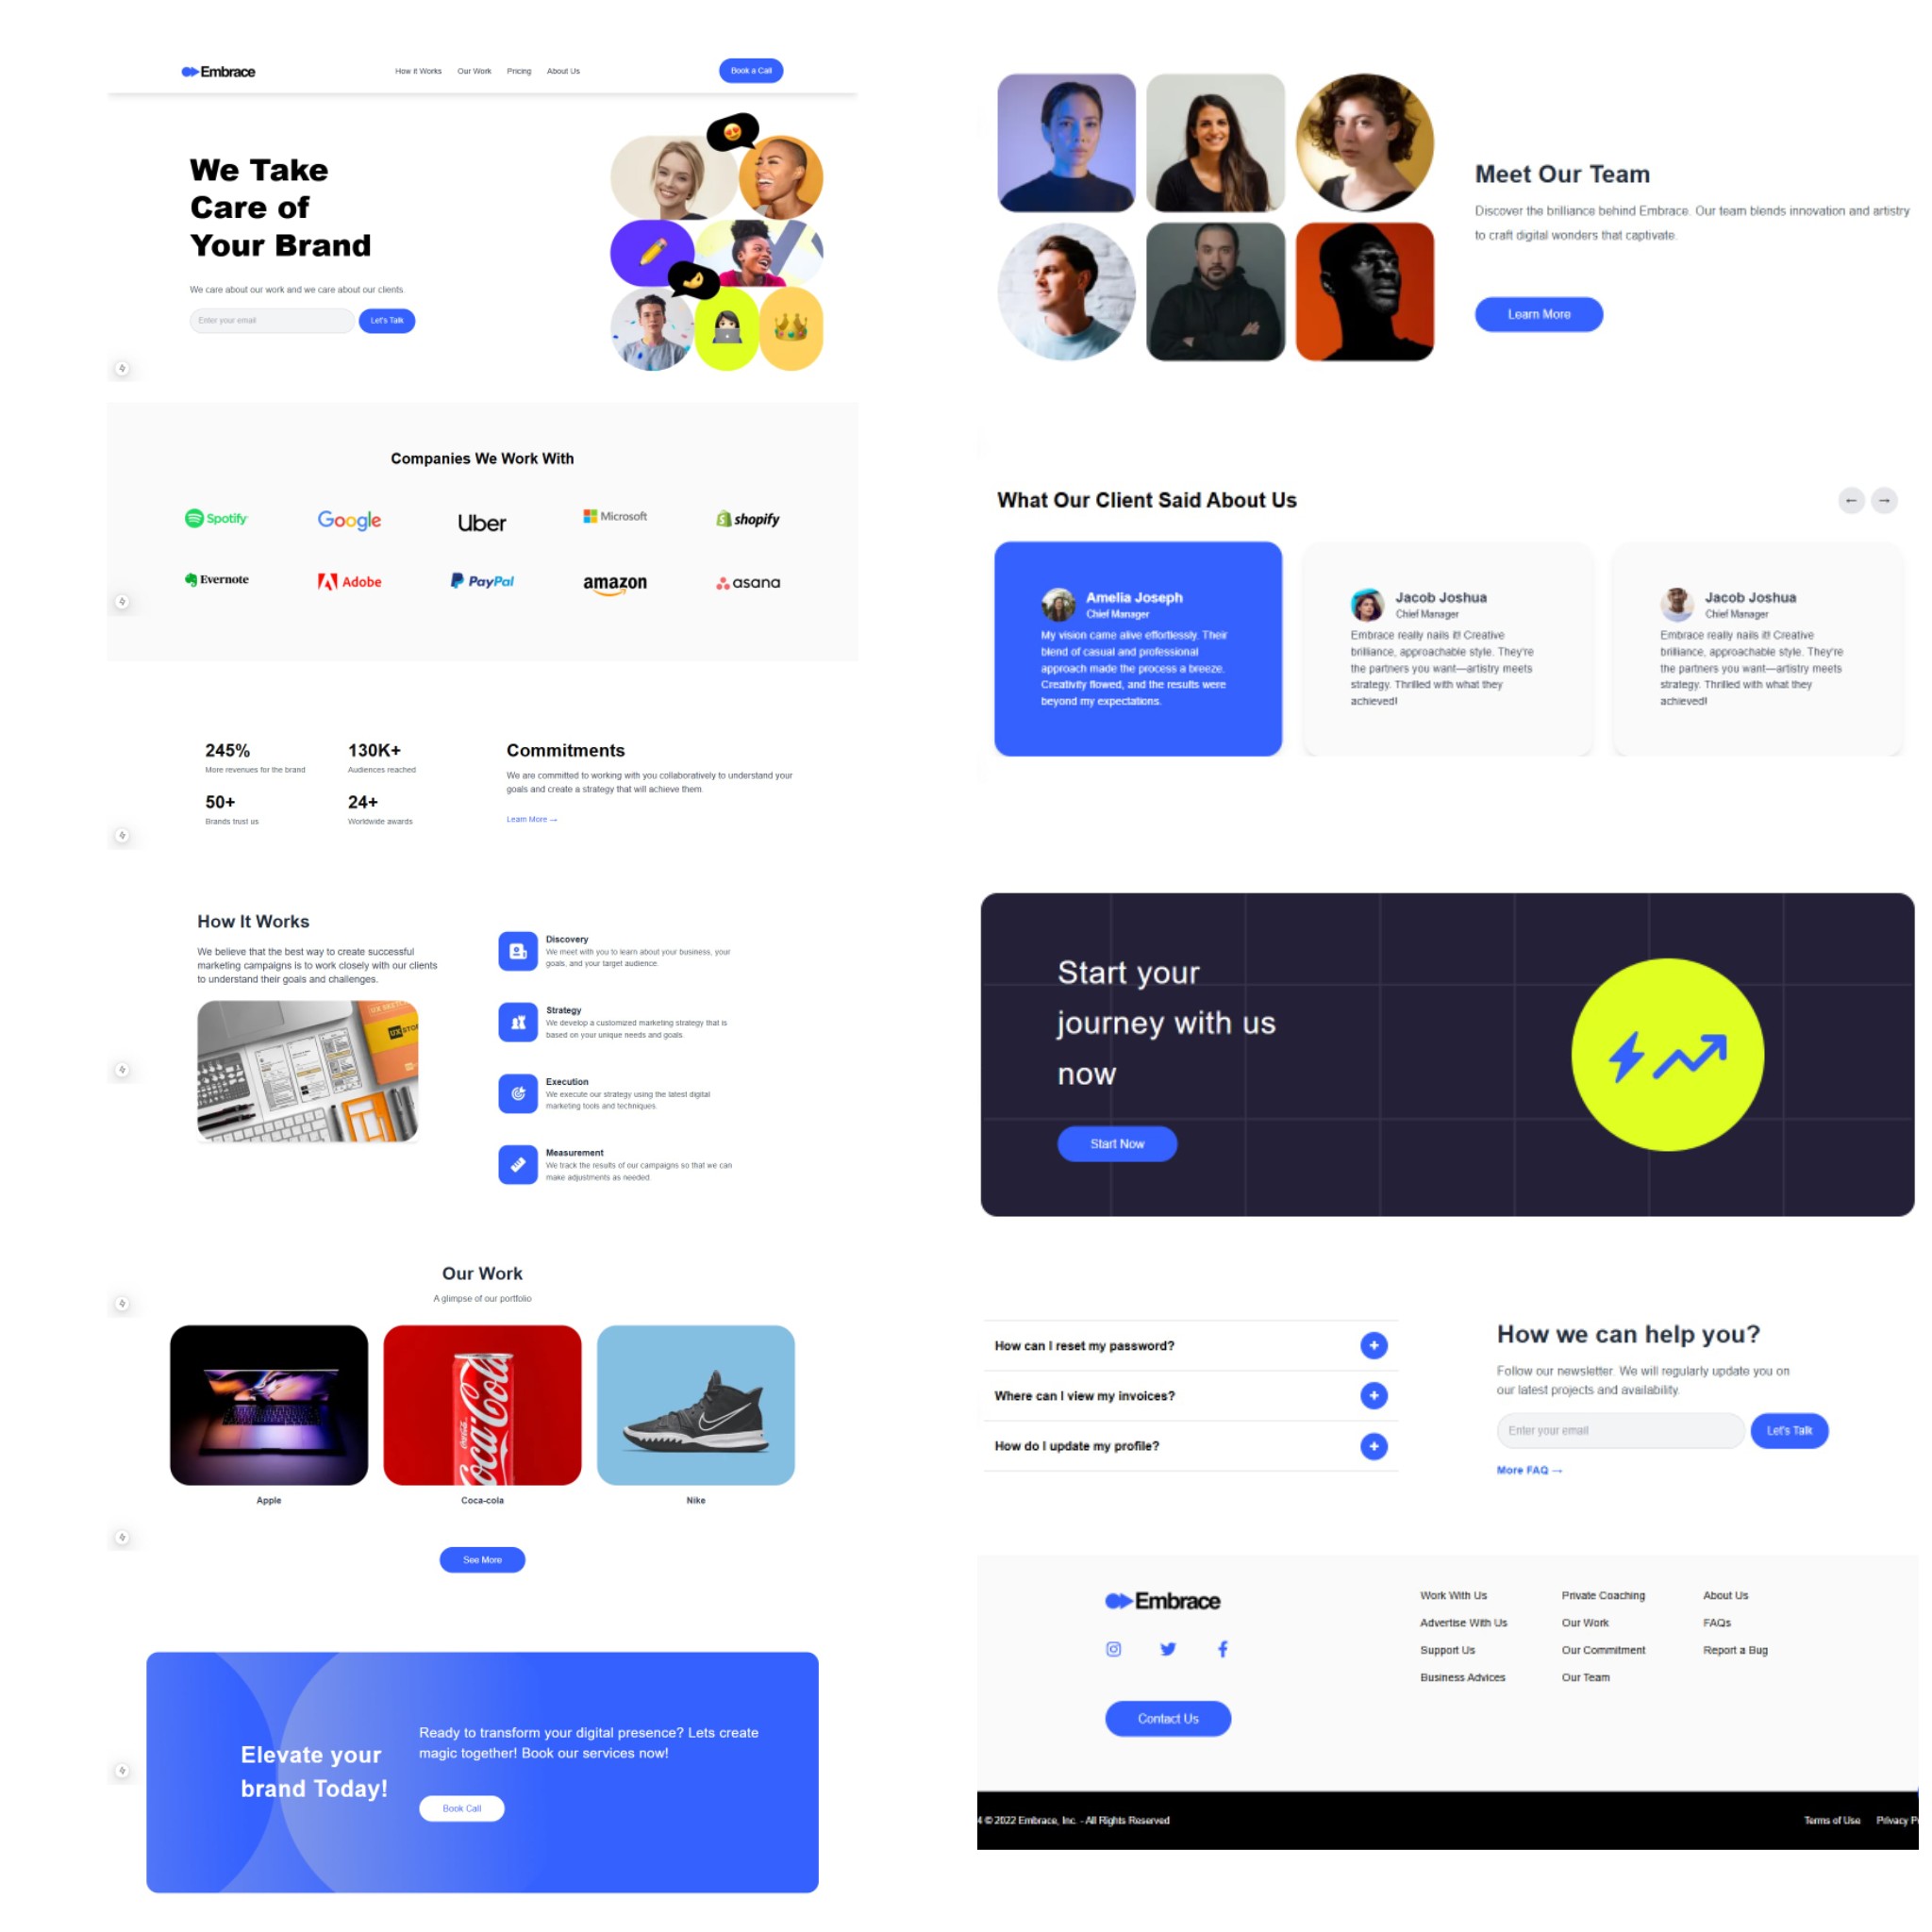 Embrace
How it Works
Our Work
Pricing
About Us
Book a Call
We Take
Care of
Your Brand
We care about our work and we care about our clients.
Enter your email
Let's Talk
Companies We Work With
Spotify
Google
Uber
Microsoft
shopify
Evernote
Adobe
PayPal
amazon
asana
245%
More revenues for the brand
130K+
Audiences reached
50+
Brands trust us
24+
Worldwide awards
Commitments
We are committed to working with you collaboratively to understand your
goals and create a strategy that will achieve them.
Learn More →
How It Works
We believe that the best way to create successful
marketing campaigns is to work closely with our clients
to understand their goals and challenges.
Discovery
We meet with you to learn about your business, your
goals, and your target audience.
Strategy
We develop a customized marketing strategy that is
based on your unique needs and goals.
Execution
We execute our strategy using the latest digital
marketing tools and techniques.
Measurement
We track the results of our campaigns so that we can
make adjustments as needed.
Our Work
A glimpse of our portfolio
Coca-Cola
Apple
Coca-cola
Nike
See More
Elevate your
brand Today!
Ready to transform your digital presence? Lets create
magic together! Book our services now!
Book Call
Meet Our Team
Discover the brilliance behind Embrace. Our team blends innovation and artistry
to craft digital wonders that captivate.
Learn More
What Our Client Said About Us
← →
Amelia Joseph
Chief Manager
My vision came alive effortlessly. Their
blend of casual and professional
approach made the process a breeze.
Creativity flowed, and the results were
beyond my expectations.
Jacob Joshua
Chief Manager
Embrace really nails it! Creative
brilliance, approachable style. They're
the partners you want—artistry meets
strategy. Thrilled with what they
achieved!
Jacob Joshua
Chief Manager
Embrace really nails it! Creative
brilliance, approachable style. They're
the partners you want—artistry meets
strategy. Thrilled with what they
achieved!
Start your
journey with us
now
Start Now
How can I reset my password?
Where can I view my invoices?
How do I update my profile?
How we can help you?
Follow our newsletter. We will regularly update you on
our latest projects and availability.
Enter your email
Let's Talk
More FAQ →
Embrace
Contact Us
Work With Us
Advertise With Us
Support Us
Business Advices
Private Coaching
Our Work
Our Commitment
Our Team
About Us
FAQs
Report a Bug
4 © 2022 Embrace, Inc. - All Rights Reserved
Terms of Use
Privacy P